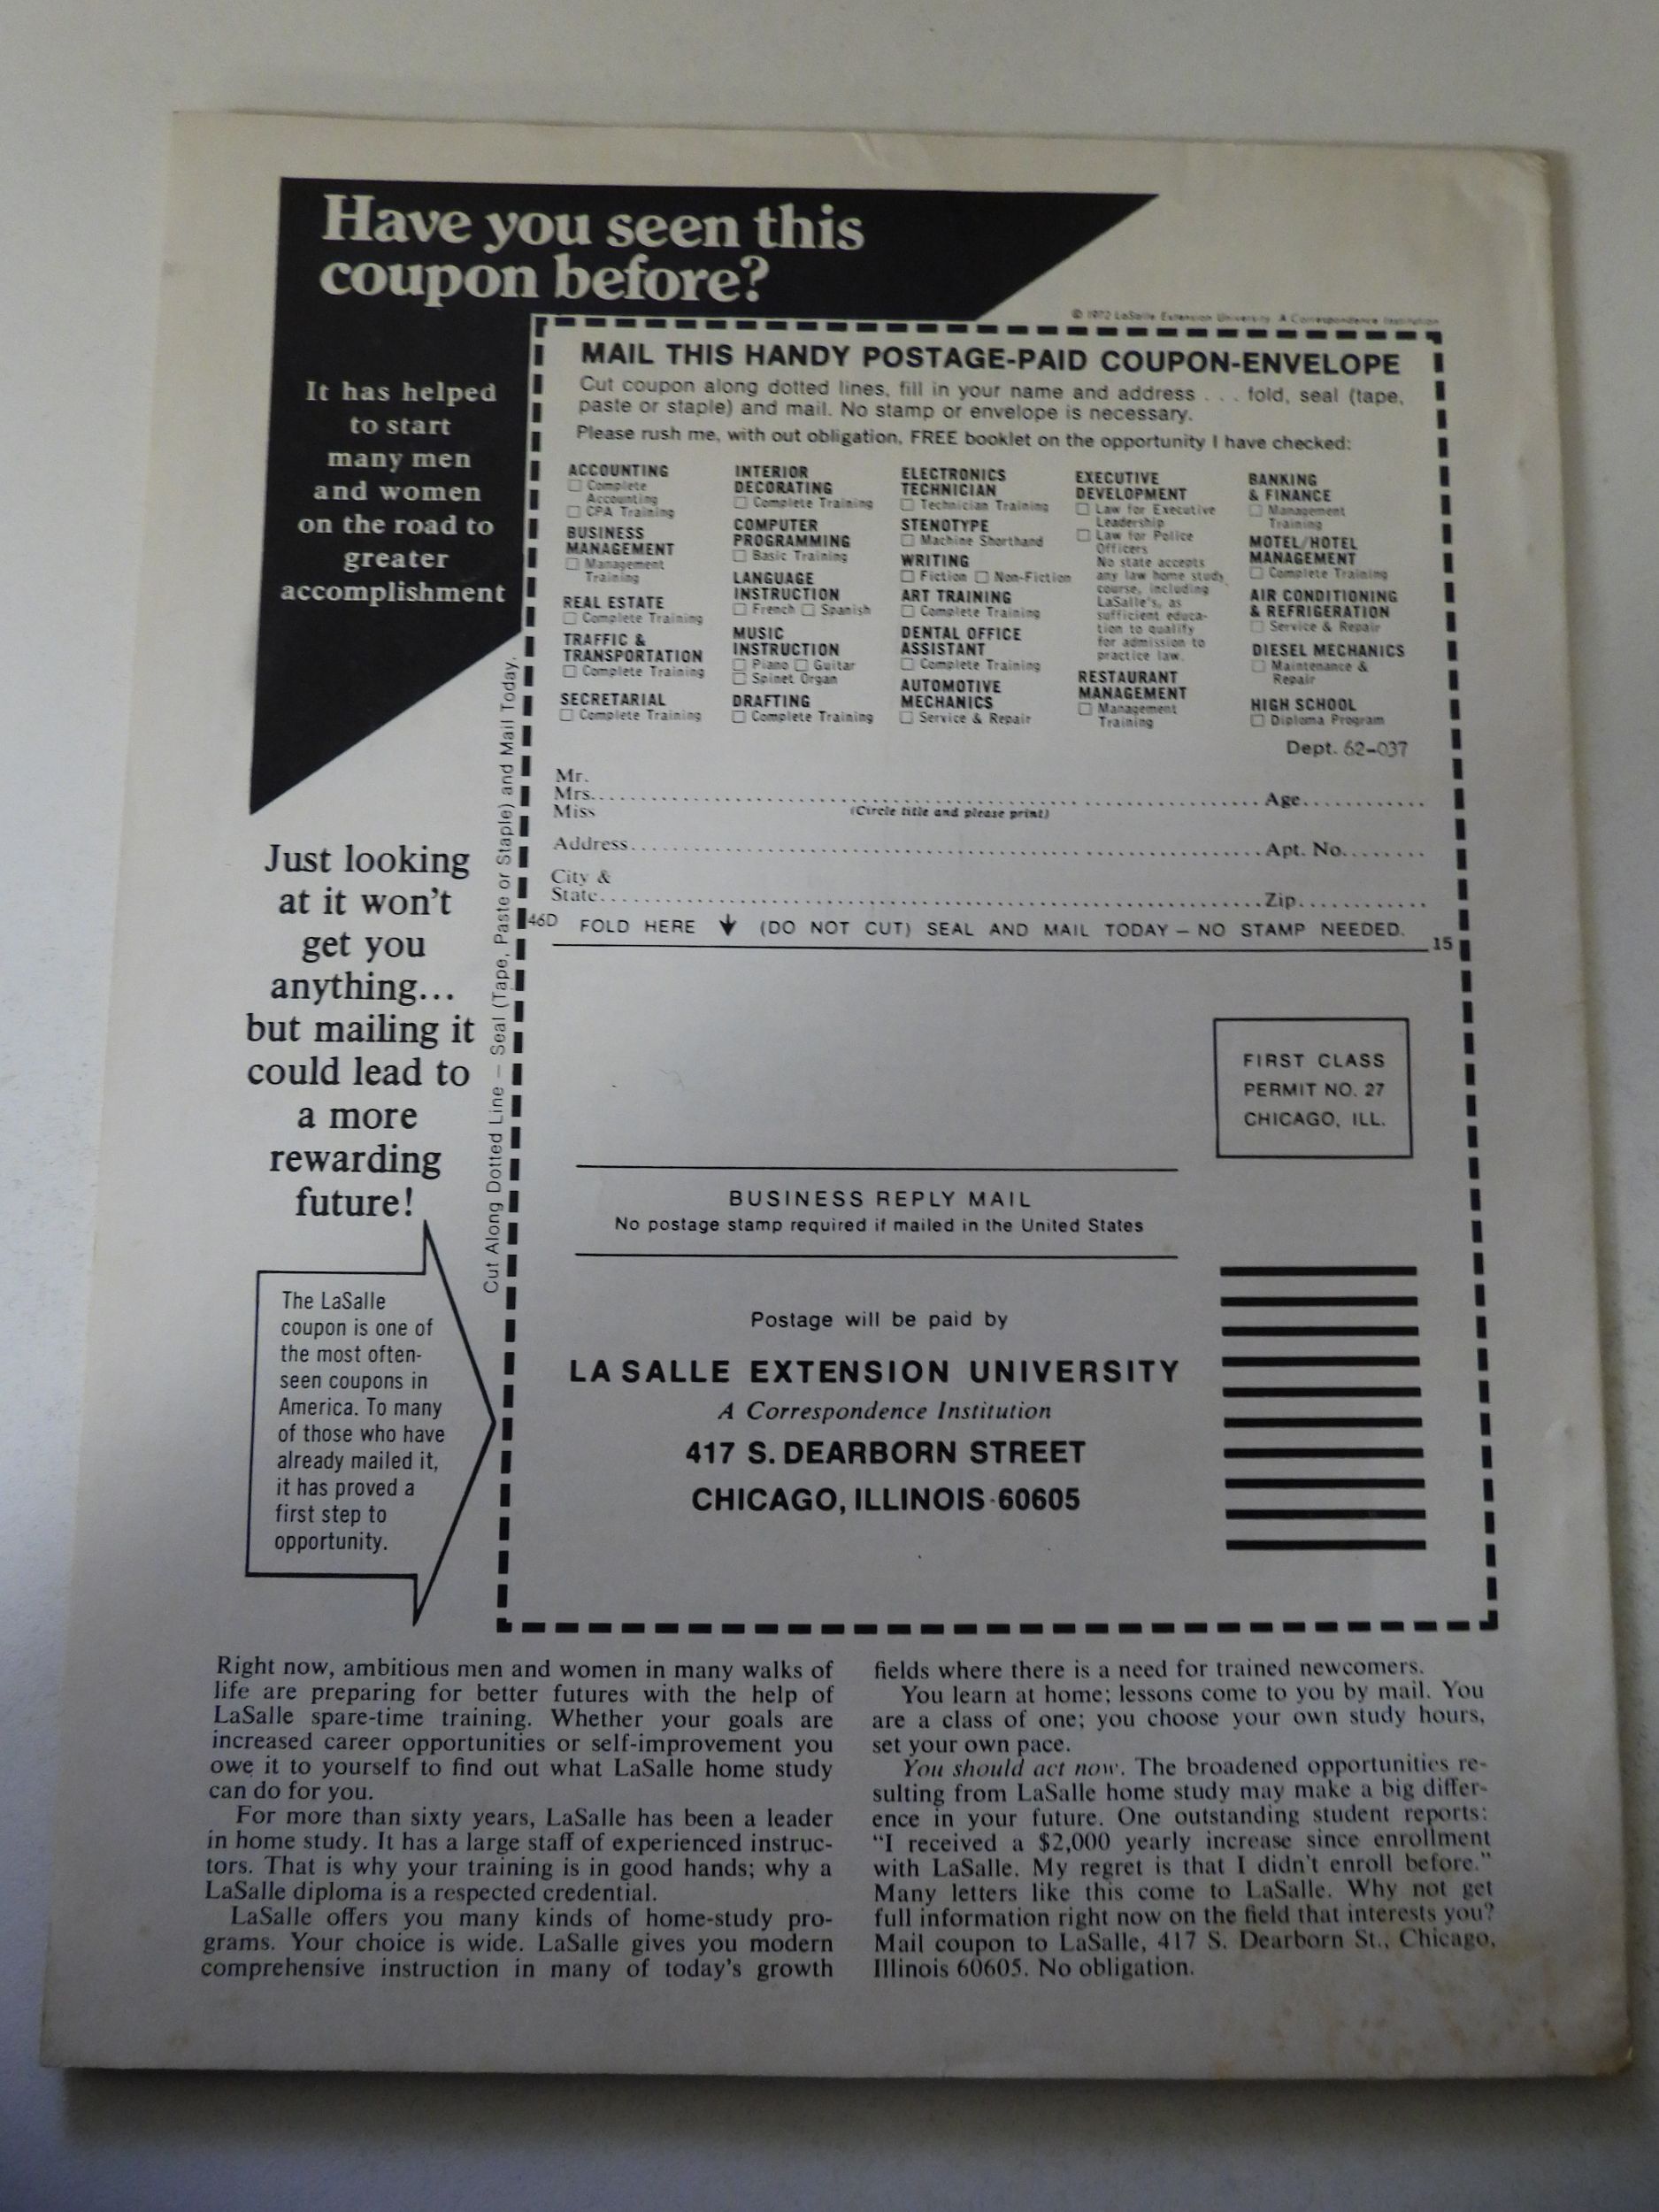 Have you seen this
coupon before?
It has helped
to start
many men
and women
on the road to
greater
accomplishment
© 1972 LaSalle Extension University A Correspondence Institution
MAIL THIS HANDY POSTAGE-PAID COUPON-ENVELOPE
Cut coupon along dotted lines, fill in your name and address . . . fold, seal (tape,
paste or staple) and mail. No stamp or envelope is necessary.
Please rush me, with out obligation, FREE booklet on the opportunity I have checked:
ACCOUNTING
☐ Complete
Accounting
☐ CPA Training
BUSINESS
MANAGEMENT
☐ Management
Training
REAL ESTATE
☐ Complete Training
TRAFFIC &
TRANSPORTATION
☐ Complete Training
SECRETARIAL
☐ Complete Training
INTERIOR
DECORATING
☐ Complete Training
COMPUTER
PROGRAMMING
☐ Basic Training
LANGUAGE
INSTRUCTION
☐ French ☐ Spanish
MUSIC
INSTRUCTION
☐ Piano ☐ Guitar
☐ Spinet Organ
DRAFTING
☐ Complete Training
ELECTRONICS
TECHNICIAN
☐ Technician Training
STENOTYPE
☐ Machine Shorthand
WRITING
☐ Fiction ☐ Non-Fiction
ART TRAINING
☐ Complete Training
DENTAL OFFICE
ASSISTANT
☐ Complete Training
AUTOMOTIVE
MECHANICS
☐ Service & Repair
EXECUTIVE
DEVELOPMENT
☐ Law for Executive
Leadership
☐ Law for Police
Officers
No state accepts
any law home study
course, including
LaSalle's, as
sufficient educa-
tion to qualify
for admission to
practice law.
RESTAURANT
MANAGEMENT
☐ Management
Training
BANKING
& FINANCE
☐ Management
Training
MOTEL/HOTEL
MANAGEMENT
☐ Complete Training
AIR CONDITIONING
& REFRIGERATION
☐ Service & Repair
DIESEL MECHANICS
☐ Maintenance &
Repair
HIGH SCHOOL
☐ Diploma Program
Dept. 62-037
Mr.
Mrs. Age
Miss (Circle title and please print)
Address Apt. No.
City &
State Zip
46D FOLD HERE ↓ (DO NOT CUT) SEAL AND MAIL TODAY — NO STAMP NEEDED.
15
Cut Along Dotted Line — Seal (Tape, Paste or Staple) and Mail Today.
Just looking
at it won't
get you
anything...
but mailing it
could lead to
a more
rewarding
future!
FIRST CLASS
PERMIT NO. 27
CHICAGO, ILL.
BUSINESS REPLY MAIL
No postage stamp required if mailed in the United States
Postage will be paid by
LA SALLE EXTENSION UNIVERSITY
A Correspondence Institution
417 S. DEARBORN STREET
CHICAGO, ILLINOIS 60605
The LaSalle
coupon is one of
the most often-
seen coupons in
America. To many
of those who have
already mailed it,
it has proved a
first step to
opportunity.
Right now, ambitious men and women in many walks of
life are preparing for better futures with the help of
LaSalle spare-time training. Whether your goals are
increased career opportunities or self-improvement you
owe it to yourself to find out what LaSalle home study
can do for you.
For more than sixty years, LaSalle has been a leader
in home study. It has a large staff of experienced instruc-
tors. That is why your training is in good hands; why a
LaSalle diploma is a respected credential.
LaSalle offers you many kinds of home-study pro-
grams. Your choice is wide. LaSalle gives you modern
comprehensive instruction in many of today's growth
fields where there is a need for trained newcomers.
You learn at home; lessons come to you by mail. You
are a class of one; you choose your own study hours,
set your own pace.
You should act now. The broadened opportunities re-
sulting from LaSalle home study may make a big differ-
ence in your future. One outstanding student reports:
"I received a $2,000 yearly increase since enrollment
with LaSalle. My regret is that I didn't enroll before."
Many letters like this come to LaSalle. Why not get
full information right now on the field that interests you?
Mail coupon to LaSalle, 417 S. Dearborn St., Chicago,
Illinois 60605. No obligation.